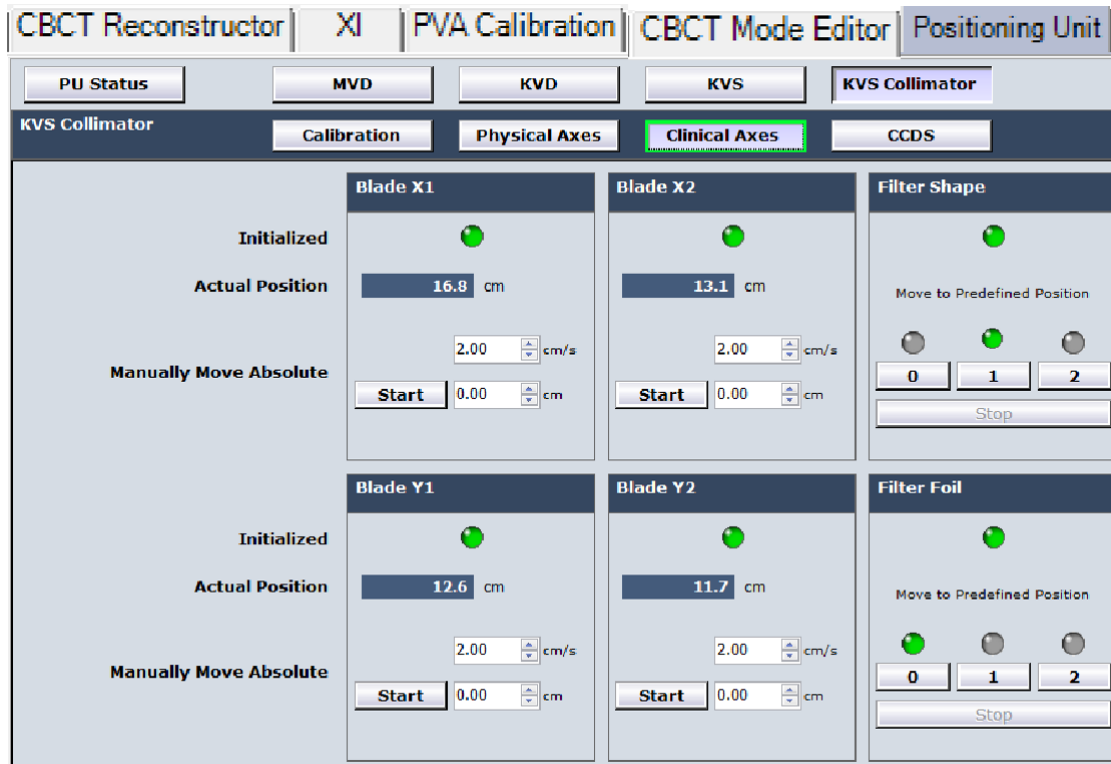 CBCT Reconstructor XI PVA Calibration CBCT Mode Editor Positioning Unit
PU Status MVD KVD KVS KVS Collimator
KVS Collimator Calibration Physical Axes Clinical Axes CCDS
Blade X1 Blade X2 Filter Shape
Initialized
Actual Position 16.8 cm 13.1 cm Move to Predefined Position
2.00 cm/s 2.00 cm/s
Manually Move Absolute 0 1 2
Start 0.00 cm Start 0.00 cm
Stop
Blade Y1 Blade Y2 Filter Foil
Initialized
Actual Position 12.6 cm 11.7 cm Move to Predefined Position
2.00 cm/s 2.00 cm/s
Manually Move Absolute 0 1 2
Start 0.00 cm Start 0.00 cm
Stop